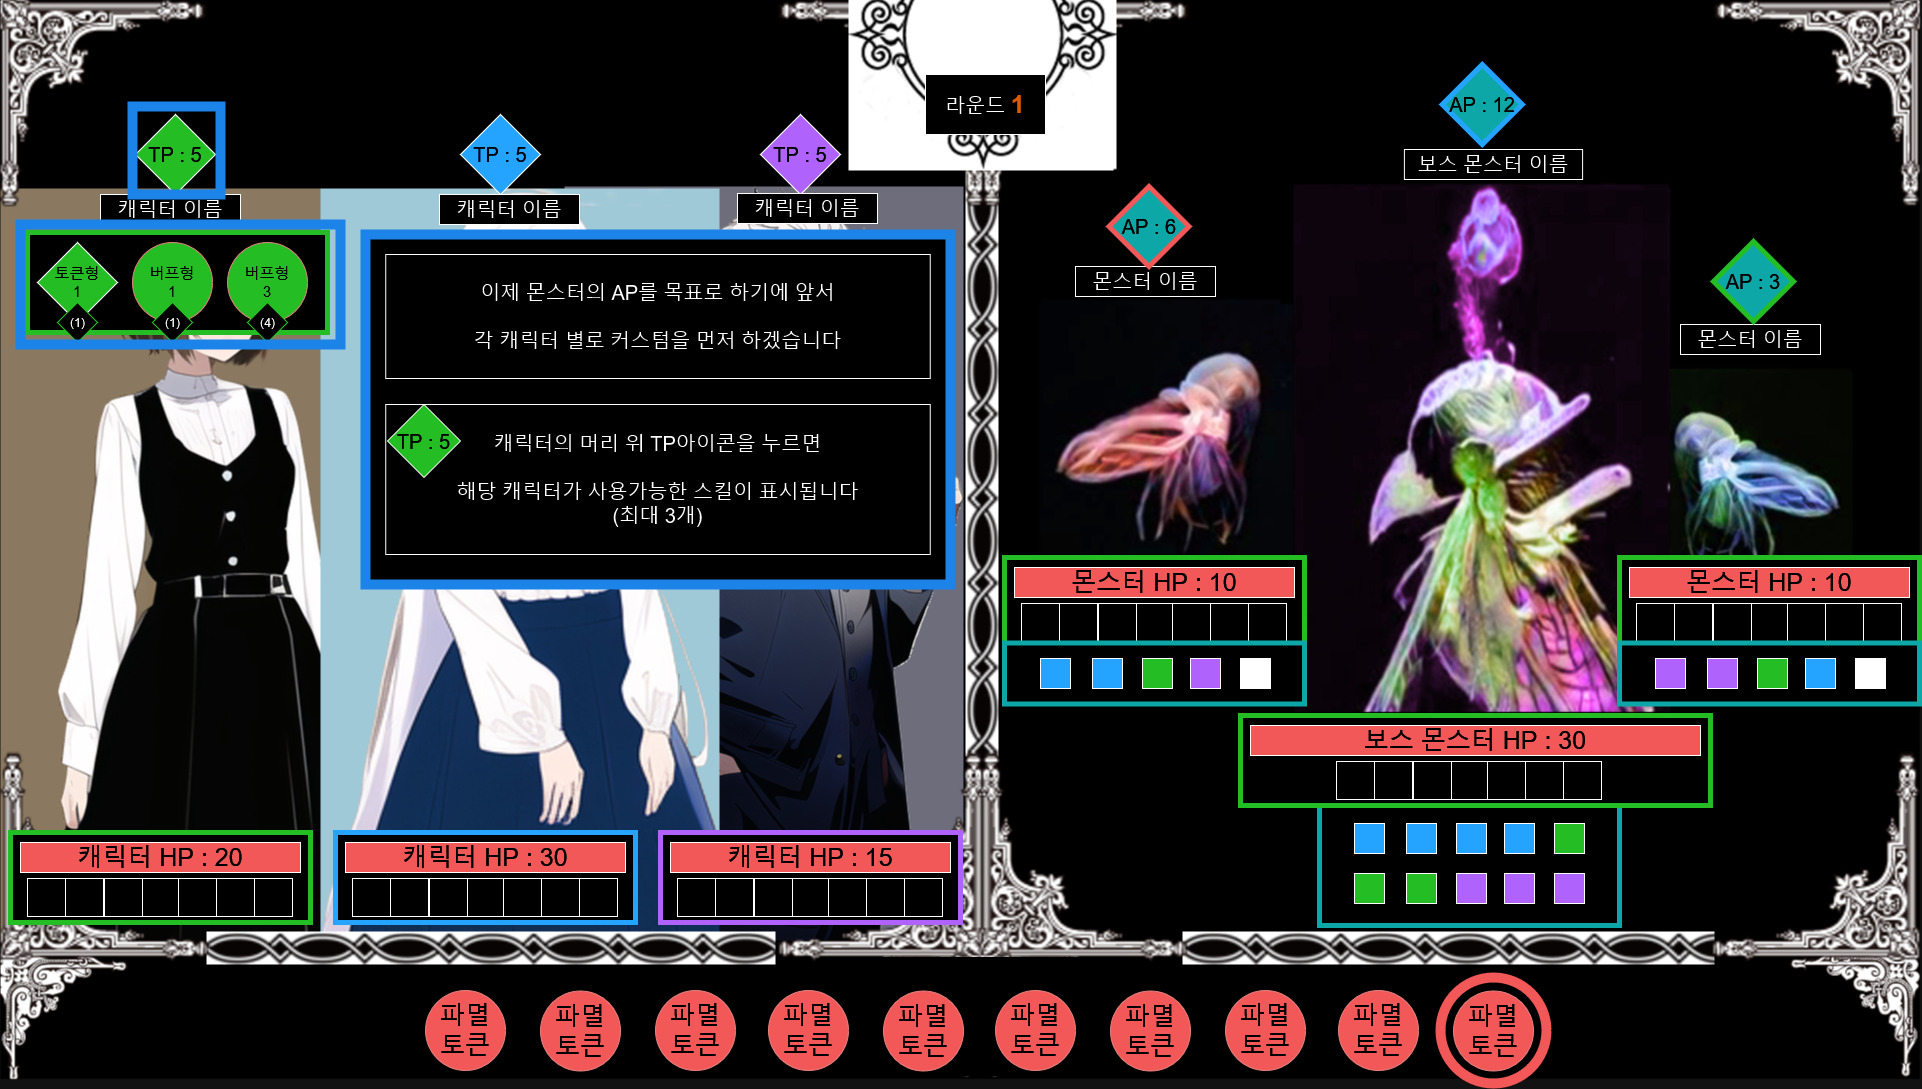 라운드 1
AP : 12
보스 몬스터 이름
TP : 5
TP : 5
TP : 5
캐릭터 이름
캐릭터 이름
캐릭터 이름
AP : 6
몬스터 이름
AP : 3
몬스터 이름
토큰형
1
(1)
버프형
1
(1)
버프형
3
(4)
이제 몬스터의 AP를 목표로 하기에 앞서
각 캐릭터 별로 커스텀을 먼저 하겠습니다
TP : 5
캐릭터의 머리 위 TP아이콘을 누르면
해당 캐릭터가 사용가능한 스킬이 표시됩니다
(최대 3개)
몬스터 HP : 10
몬스터 HP : 10
보스 몬스터 HP : 30
캐릭터 HP : 20
캐릭터 HP : 30
캐릭터 HP : 15
파멸
토큰
파멸
토큰
파멸
토큰
파멸
토큰
파멸
토큰
파멸
토큰
파멸
토큰
파멸
토큰
파멸
토큰
파멸
토큰